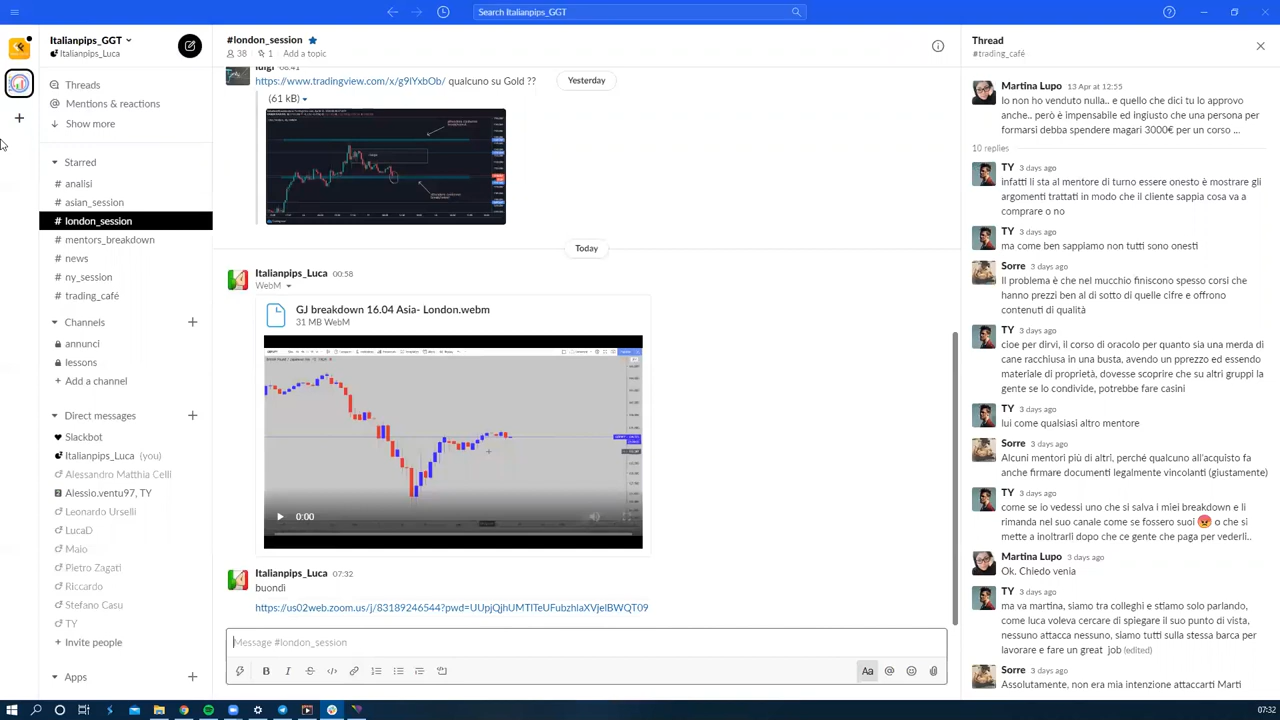 Search Italianpips_GGT
Italianpips_GGT
Italianpips_Luca
Threads
Mentions & reactions
Show more
Starred
# analisi
# asian_session
# london_session
# mentors_breakdown
# news
# ny_session
# trading_café
Channels
# annunci
# lessons
+ Add a channel
Direct messages
Slackbot
Italianpips_Luca (you)
Alessandro Matthia Celli
2 Alessio.ventu97, TY
Leonardo Urselli
LucaD
Maio
Pietro Zagati
Riccardo
Stefano Casu
TY
+ Invite people
Apps
#london_session
38
1
Add a topic
luigi 08:41
Yesterday
https://www.tradingview.com/x/g9lYxbOb/ qualcuno su Gold ??
(61 kB)
Today
Italianpips_Luca 00:58
WebM
GJ breakdown 16.04 Asia- London.webm
31 MB WebM
0:00
Italianpips_Luca 07:32
buondi
https://us02web.zoom.us/j/83189246544?pwd=UUpjQjhUMTlTeUFubzhlaXVjelBWQT09
Message #london_session
B
I
S
Aa
Thread
#trading_café
Martina Lupo 13 Apr at 12:55
Io non ho venduto nulla.. e quello che dici tu lo approvo
anche.. però è impensabile ed ingiusto che una persona per
formarsi debba spendere magari 3000€ per un corso ...
10 replies
TY 3 days ago
infatti li sta al mentore di turno essere onesto è mostrare gli
argomenti trattati in modo che il cliente sappia cosa va a
comprare o no
TY 3 days ago
ma come ben sappiamo non tutti sono onesti
Sorre 3 days ago
Il problema è che nel mucchio finiscono spesso corsi che
hanno prezzi ben al di sotto di quelle cifre e offrono
contenuti di qualità
TY 3 days ago
cioe per dirvi, il corso di oracolo per quanto sia una merda di
cane racchiusa in una busta, avendo un pprezzo ed essendo
materiale di proprietà, dovesse scoprire che su altri gruppi la
gente se lo condivide, potrebbe fare casini
TY 3 days ago
lui come qualsiasi altro mentore
Sorre 3 days ago
Alcuni mentori più di altri, perché qualcuno all'acquisto fa
anche firmare documenti legalmente vincolanti (giustamente)
TY 3 days ago
come se io vedessi uno che si salva i miei breakdown e li
rimanda nel suo canale come se fossero suoi 😡 o che si
mette a inoltrarli dopo che ce gente che paga per vederli..
Martina Lupo 3 days ago
Ok. Chiedo venia
TY 3 days ago
ma va martina, siamo tra colleghi e stiamo solo parlando,
come luca voleva cercare di spiegare il suo punto di vista,
nessuno attacca nessuno, siamo tutti sulla stessa barca per
lavorare e fare un great job (edited)
Sorre 3 days ago
Assolutamente, non era mia intenzione attaccarti Marti
07:32